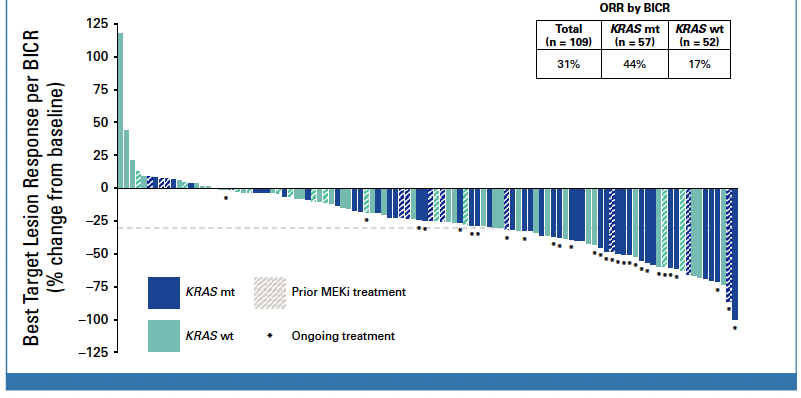 ORR by BICR
Total KRAS mt KRAS wt
(n = 109) (n = 57) (n = 52)
31% 44% 17%
Best Target Lesion Response per BICR
(% change from baseline)
125
100
75
50
25
0
−25
−50
−75
−100
−125
KRAS mt
Prior MEKi treatment
KRAS wt
* Ongoing treatment